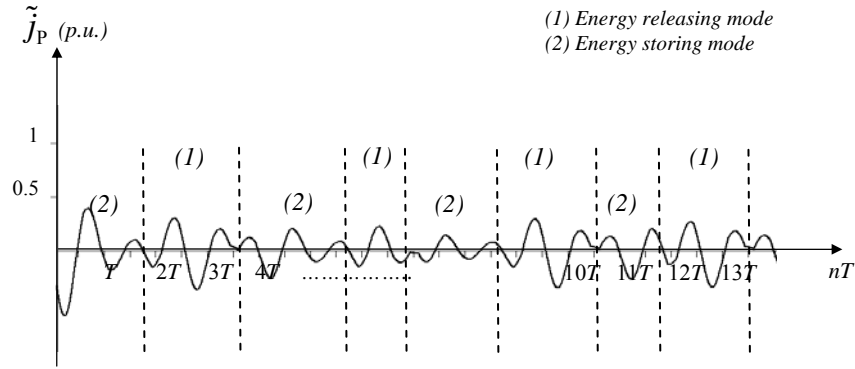 j̃P (p.u.)
(1) Energy releasing mode
(2) Energy storing mode
1
0.5
(2)
(1)
(2)
(1)
(2)
(1)
(2)
(1)
T 2T 3T 4T ................ 10T 11T 12T 13T nT